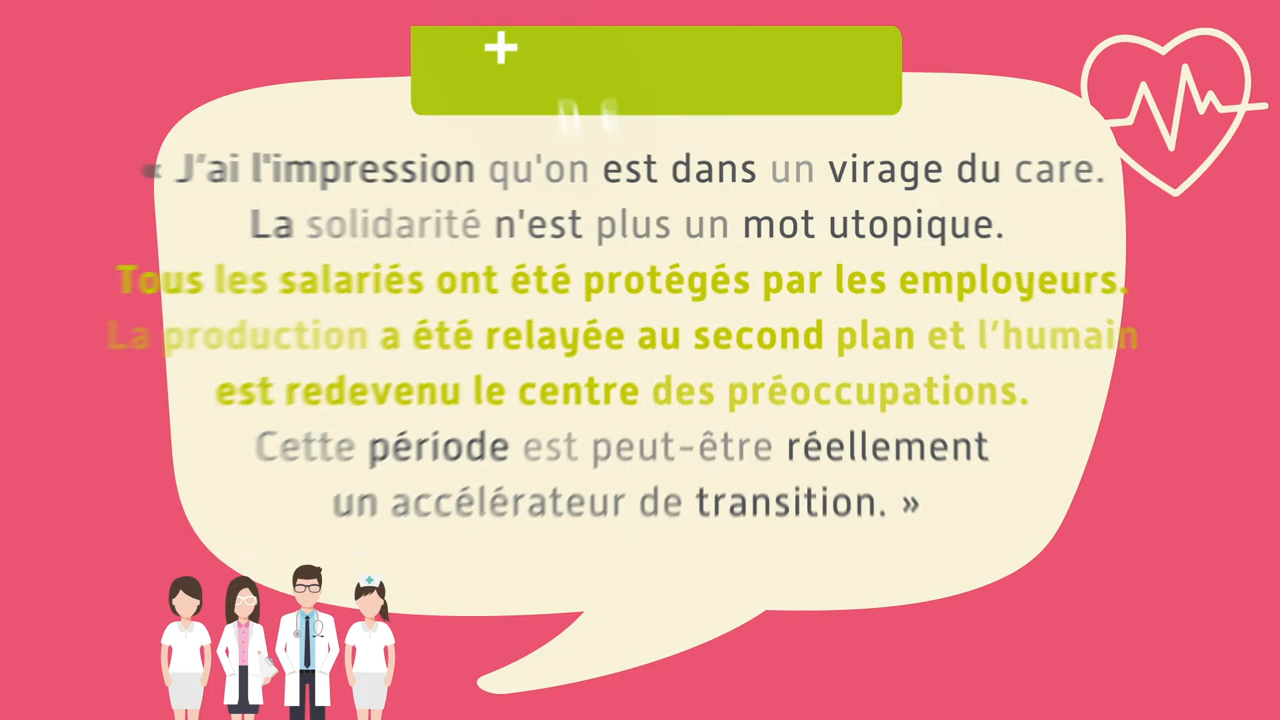 +
« J'ai l'impression qu'on est dans un virage du care.
La solidarité n'est plus un mot utopique.
Tous les salariés ont été protégés par les employeurs.
La production a été relayée au second plan et l’humain
est redevenu le centre des préoccupations.
Cette période est peut-être réellement
un accélérateur de transition. »